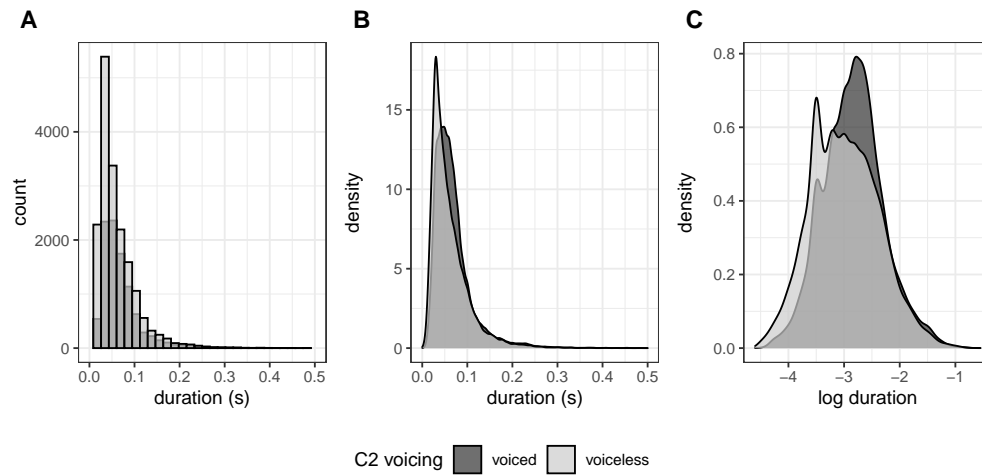 A
B
C
count
4000
2000
0
0.0 0.1 0.2 0.3 0.4 0.5
duration (s)
density
15
10
5
0
0.0 0.1 0.2 0.3 0.4 0.5
duration (s)
density
0.8
0.6
0.4
0.2
0.0
−4 −3 −2 −1
log duration
C2 voicing voiced voiceless